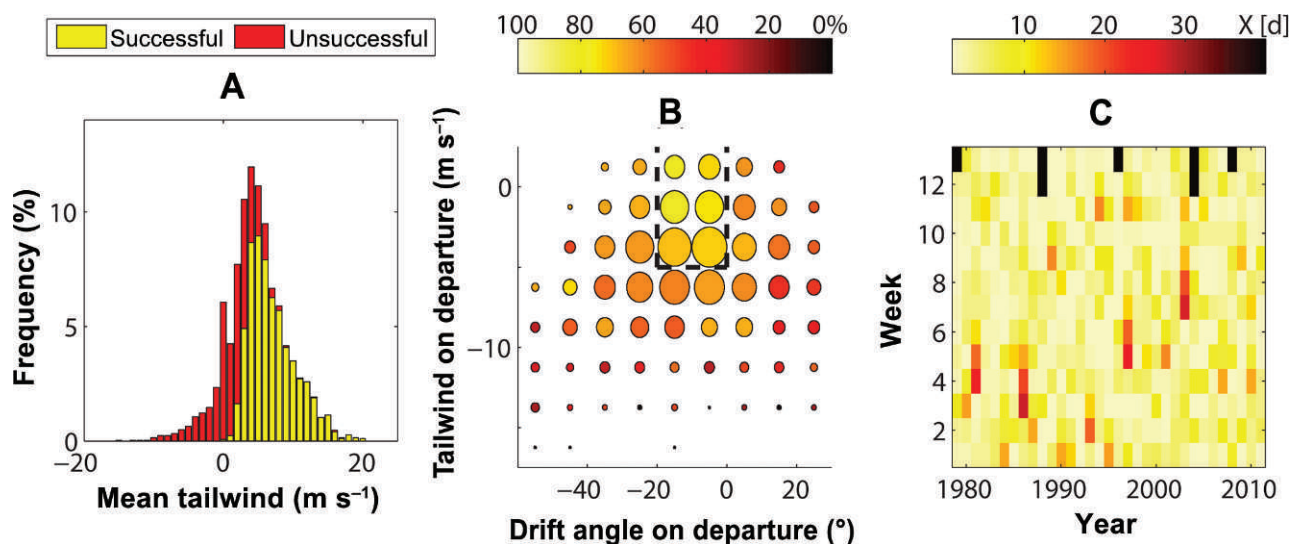 Successful Unsuccessful
A
Frequency (%)
10
5
0
−20 0 20
Mean tailwind (m s⁻¹)
100 80 60 40 20 0%
B
Tailwind on departure (m s⁻¹)
0
−10
−40 −20 0 20
Drift angle on departure (°)
10 20 30 X [d]
C
Week
12
10
8
6
4
2
1980 1990 2000 2010
Year